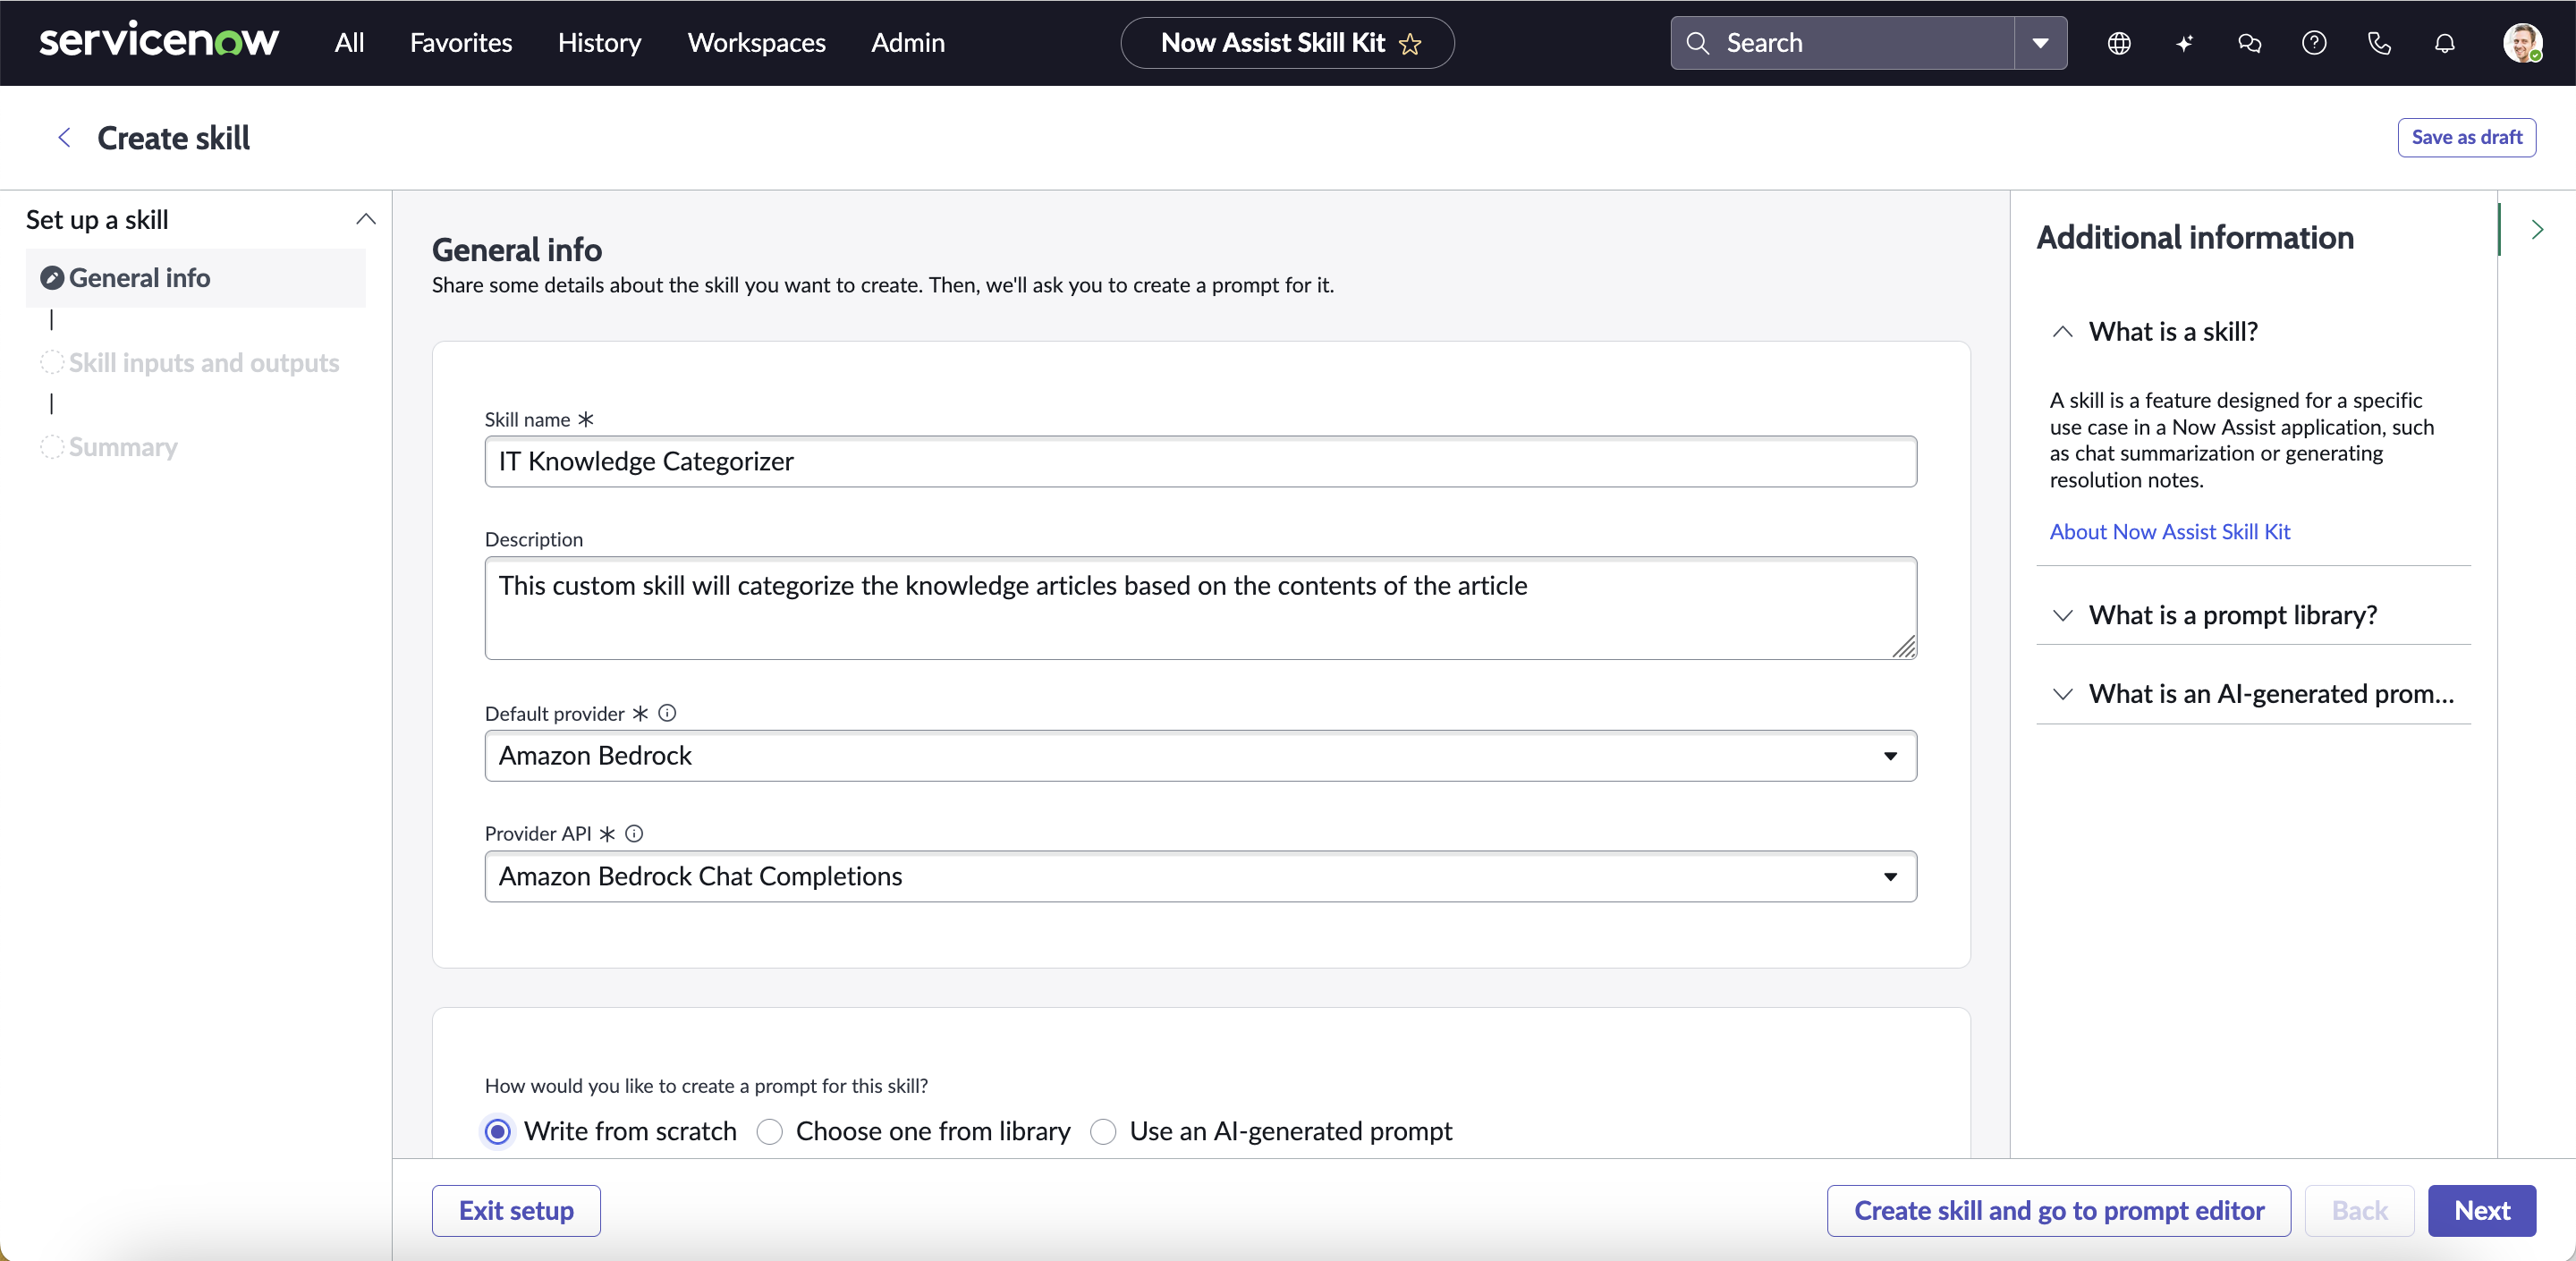 servicenow All Favorites History Workspaces Admin Now Assist Skill Kit Search
Create skill Save as draft
Set up a skill
General info
Skill inputs and outputs
Summary
General info
Share some details about the skill you want to create. Then, we'll ask you to create a prompt for it.
Skill name *
IT Knowledge Categorizer
Description
This custom skill will categorize the knowledge articles based on the contents of the article
Default provider *
Amazon Bedrock
Provider API *
Amazon Bedrock Chat Completions
How would you like to create a prompt for this skill?
Write from scratch Choose one from library Use an AI-generated prompt
Exit setup Create skill and go to prompt editor Back Next
Additional information
What is a skill?
A skill is a feature designed for a specific
use case in a Now Assist application, such
as chat summarization or generating
resolution notes.
About Now Assist Skill Kit
What is a prompt library?
What is an AI-generated prom...